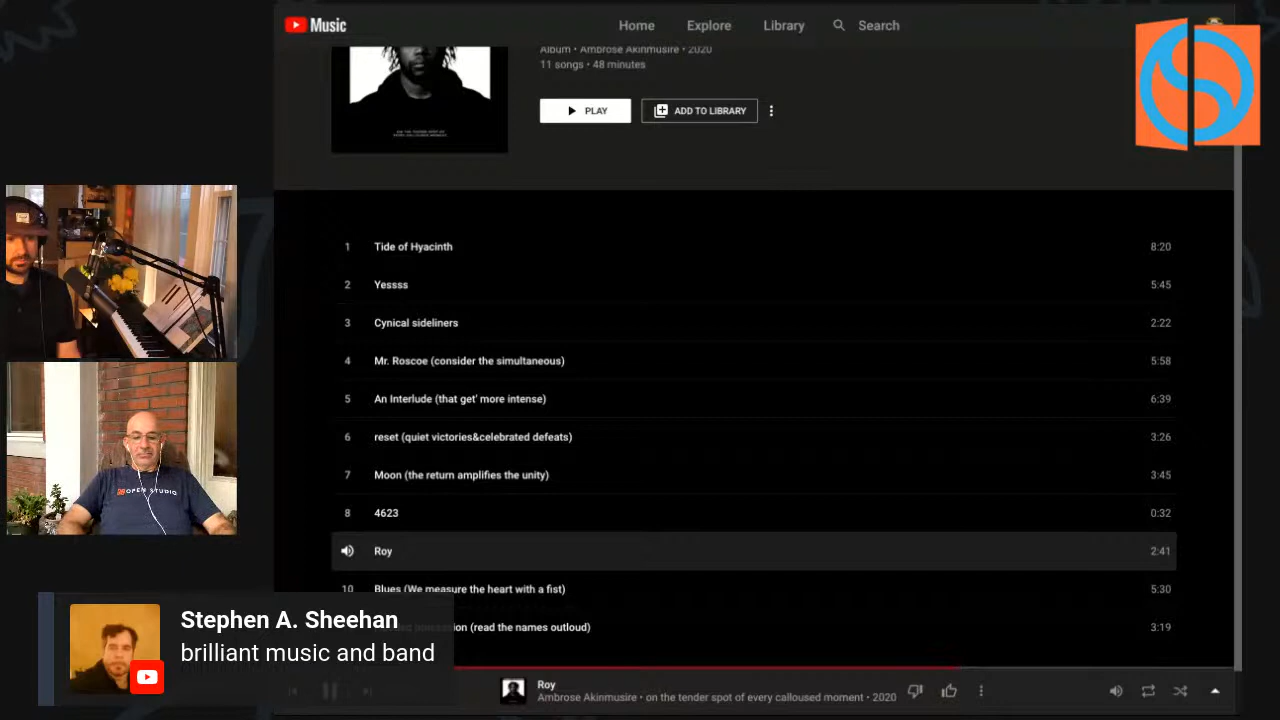 Music
Home
Explore
Library
Search
Album • Ambrose Akinmusire • 2020
11 songs • 48 minutes
PLAY
ADD TO LIBRARY
1 Tide of Hyacinth 8:20
2 Yessss 5:45
3 Cynical sideliners 2:22
4 Mr. Roscoe (consider the simultaneous) 5:58
5 An Interlude (that get' more intense) 6:39
6 reset (quiet victories&celebrated defeats) 3:26
7 Moon (the return amplifies the unity) 3:45
8 4623 0:32
Roy 2:41
10 Blues (We measure the heart with a fist) 5:30
(read the names outloud) 3:19
OPEN STUDIO
Stephen A. Sheehan
brilliant music and band
Roy
Ambrose Akinmusire • on the tender spot of every calloused moment • 2020